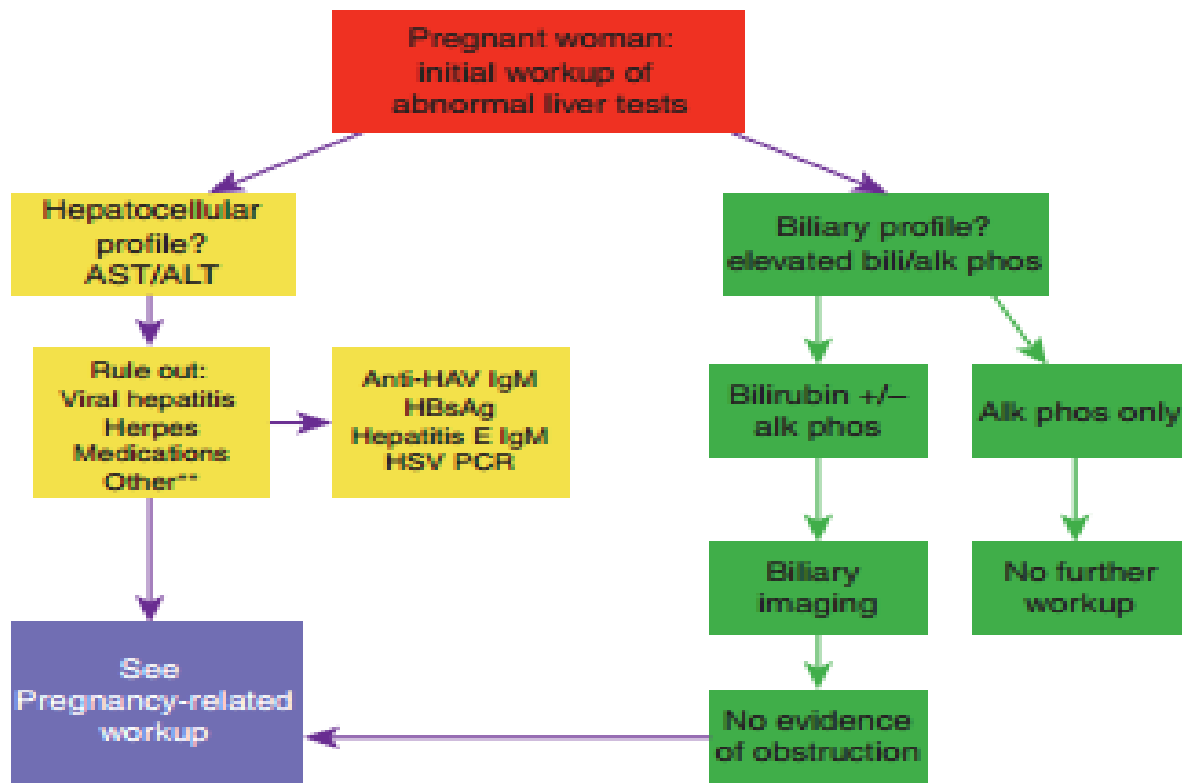 Pregnant woman:
initial workup of
abnormal liver tests
Hepatocellular
profile?
AST/ALT
Biliary profile?
elevated bili/alk phos
Rule out:
Viral hepatitis
Herpes
Medications
Other**
Anti-HAV IgM
HBsAg
Hepatitis E IgM
HSV PCR
Bilirubin +/–
alk phos
Alk phos only
Biliary
imaging
No further
workup
See
Pregnancy-related
workup
No evidence
of obstruction